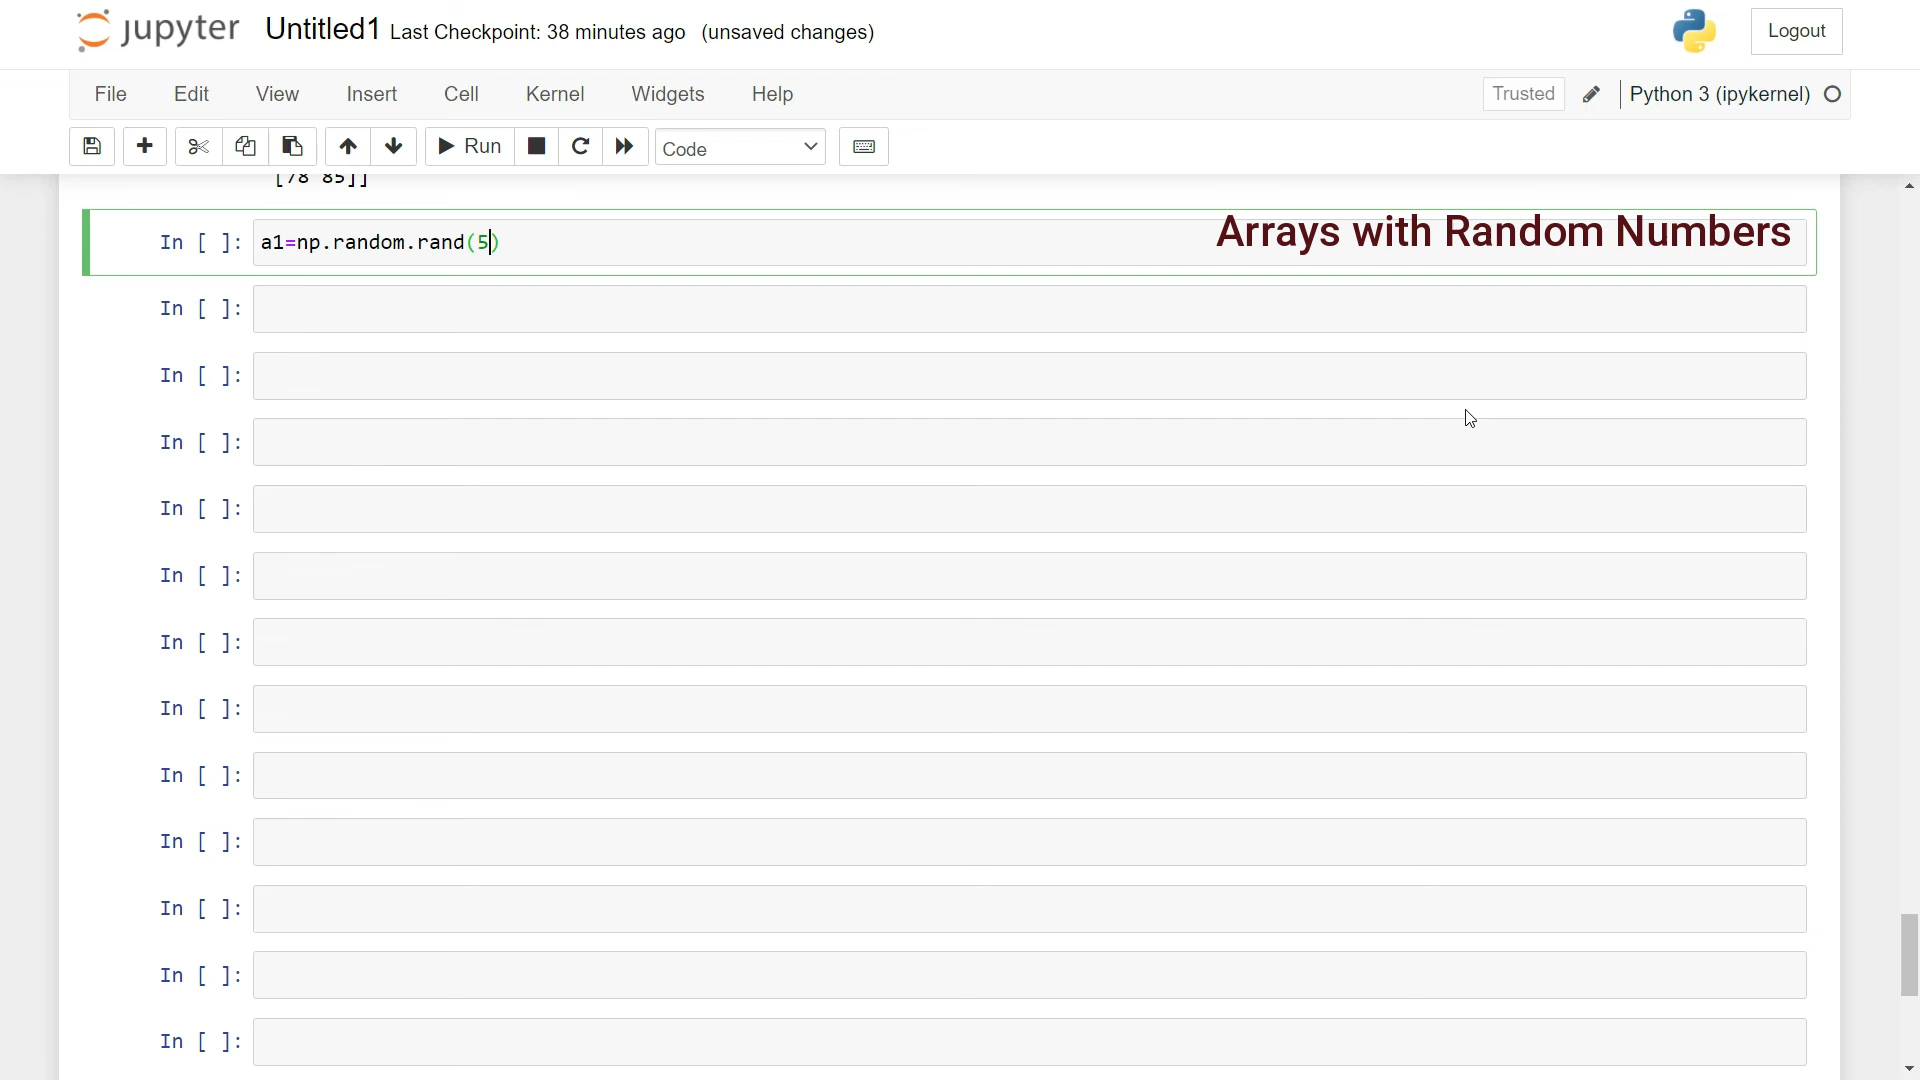 jupyter Untitled1 Last Checkpoint: 38 minutes ago (unsaved changes) Logout
File Edit View Insert Cell Kernel Widgets Help Trusted Python 3 (ipykernel)
Run Code
[78 85]]
In [ ]: a1=np.random.rand(5) Arrays with Random Numbers
In [ ]:
In [ ]:
In [ ]:
In [ ]:
In [ ]:
In [ ]:
In [ ]:
In [ ]:
In [ ]:
In [ ]:
In [ ]:
In [ ]: